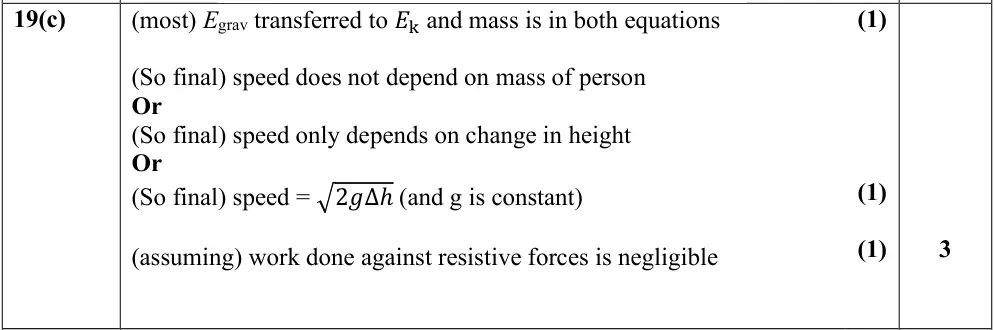 19(c) (most) Egrav transferred to Ek and mass is in both equations (1)
(So final) speed does not depend on mass of person
Or
(So final) speed only depends on change in height
Or
(So final) speed = √2gΔh (and g is constant) (1)
(assuming) work done against resistive forces is negligible (1) 3